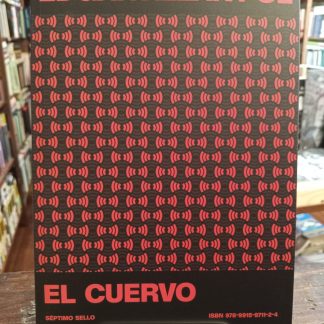 EL CUERVO
SÉPTIMO SELLO
ISBN 978-9915-9711-2-4